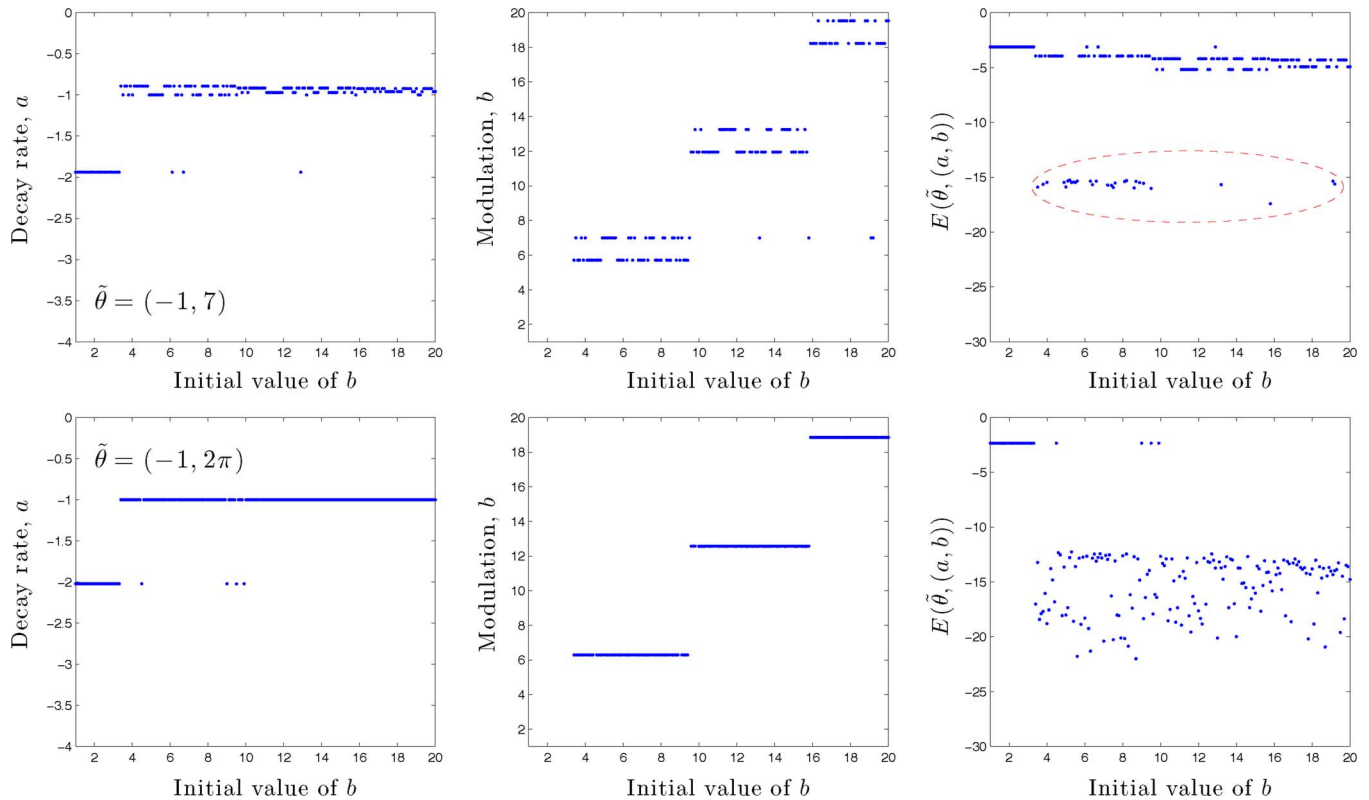 0
−0.5
−1
−1.5
−2
−2.5
−3
−3.5
−4
Decay rate, a
θ̃ = (−1, 7)
2 4 6 8 10 12 14 16 18 20
Initial value of b
20
18
16
14
12
10
8
6
4
2
Modulation, b
2 4 6 8 10 12 14 16 18 20
Initial value of b
0
−5
−10
−15
−20
−25
−30
E(θ̃, (a, b))
2 4 6 8 10 12 14 16 18 20
Initial value of b
0
−0.5
−1
−1.5
−2
−2.5
−3
−3.5
−4
Decay rate, a
θ̃ = (−1, 2π)
2 4 6 8 10 12 14 16 18 20
Initial value of b
20
18
16
14
12
10
8
6
4
2
Modulation, b
2 4 6 8 10 12 14 16 18 20
Initial value of b
0
−5
−10
−15
−20
−25
−30
E(θ̃, (a, b))
2 4 6 8 10 12 14 16 18 20
Initial value of b